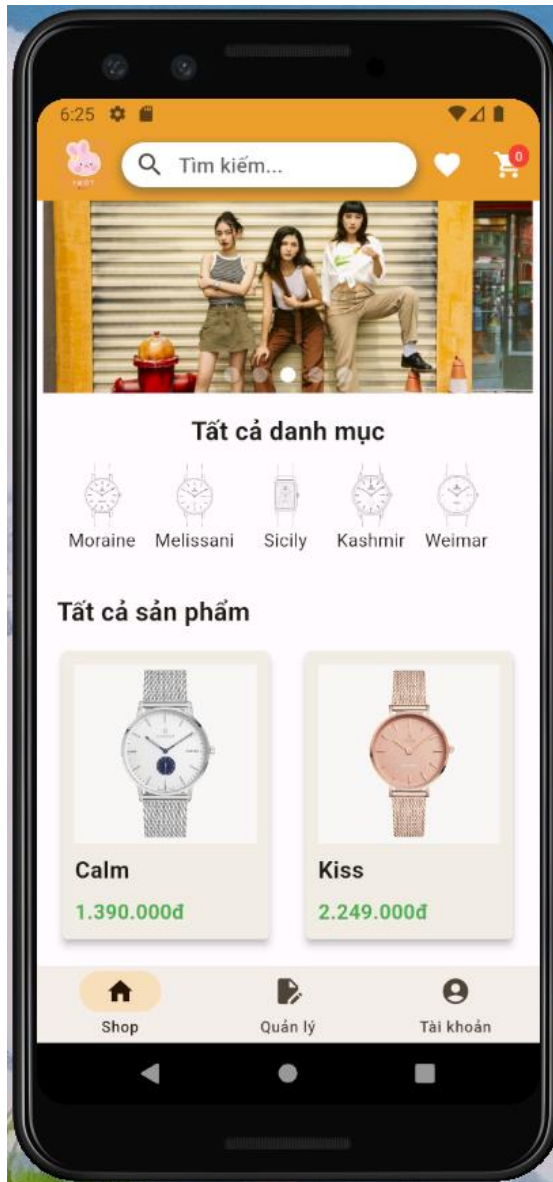 6:25
Tìm kiếm...
0
Tất cả danh mục
Moraine Melissani Sicily Kashmir Weimar
Tất cả sản phẩm
Calm Kiss
1.390.000đ 2.249.000đ
Shop Quản lý Tài khoản